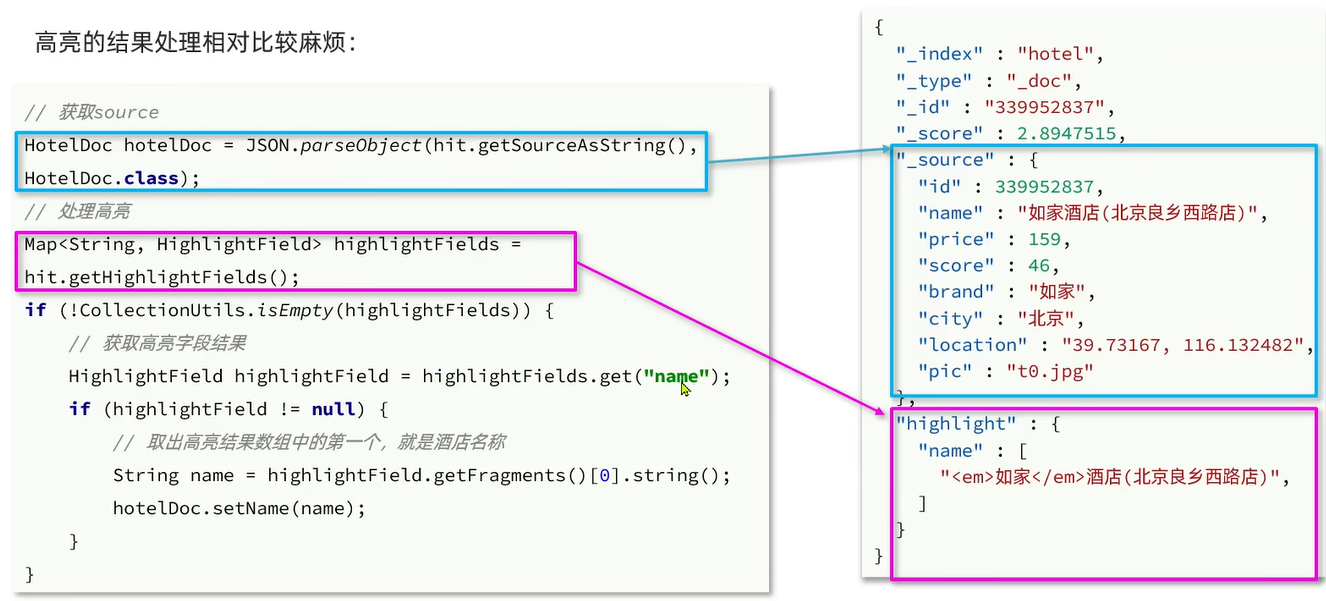 高亮的结果处理相对比较麻烦：
// 获取source
HotelDoc hotelDoc = JSON.parseObject(hit.getSourceAsString(),
HotelDoc.class);
// 处理高亮
Map<String, HighlightField> highlightFields =
hit.getHighlightFields();
if (!CollectionUtils.isEmpty(highlightFields)) {
// 获取高亮字段结果
HighlightField highlightField = highlightFields.get("name");
if (highlightField != null) {
// 取出高亮结果数组中的第一个，就是酒店名称
String name = highlightField.getFragments()[0].string();
hotelDoc.setName(name);
}
}
{
"_index" : "hotel",
"_type" : "_doc",
"_id" : "339952837",
"_score" : 2.8947515,
"_source" : {
"id" : 339952837,
"name" : "如家酒店(北京良乡西路店)",
"price" : 159,
"score" : 46,
"brand" : "如家",
"city" : "北京",
"location" : "39.73167, 116.132482",
"pic" : "t0.jpg"
},
"highlight" : {
"name" : [
"<em>如家</em>酒店(北京良乡西路店)",
]
}
}